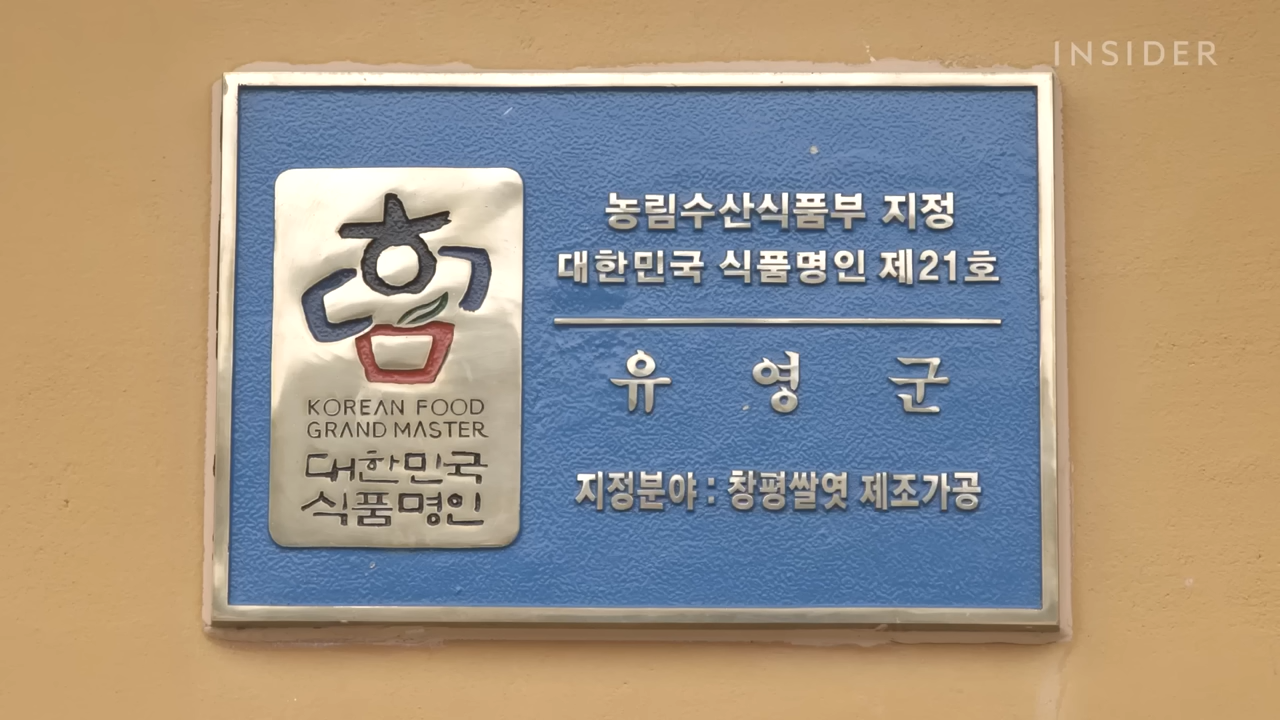 INSIDER
농림수산식품부 지정
대한민국 식품명인 제21호
유영군
지정분야 : 창평쌀엿 제조가공
KOREAN FOOD
GRAND MASTER
대한민국
식품명인